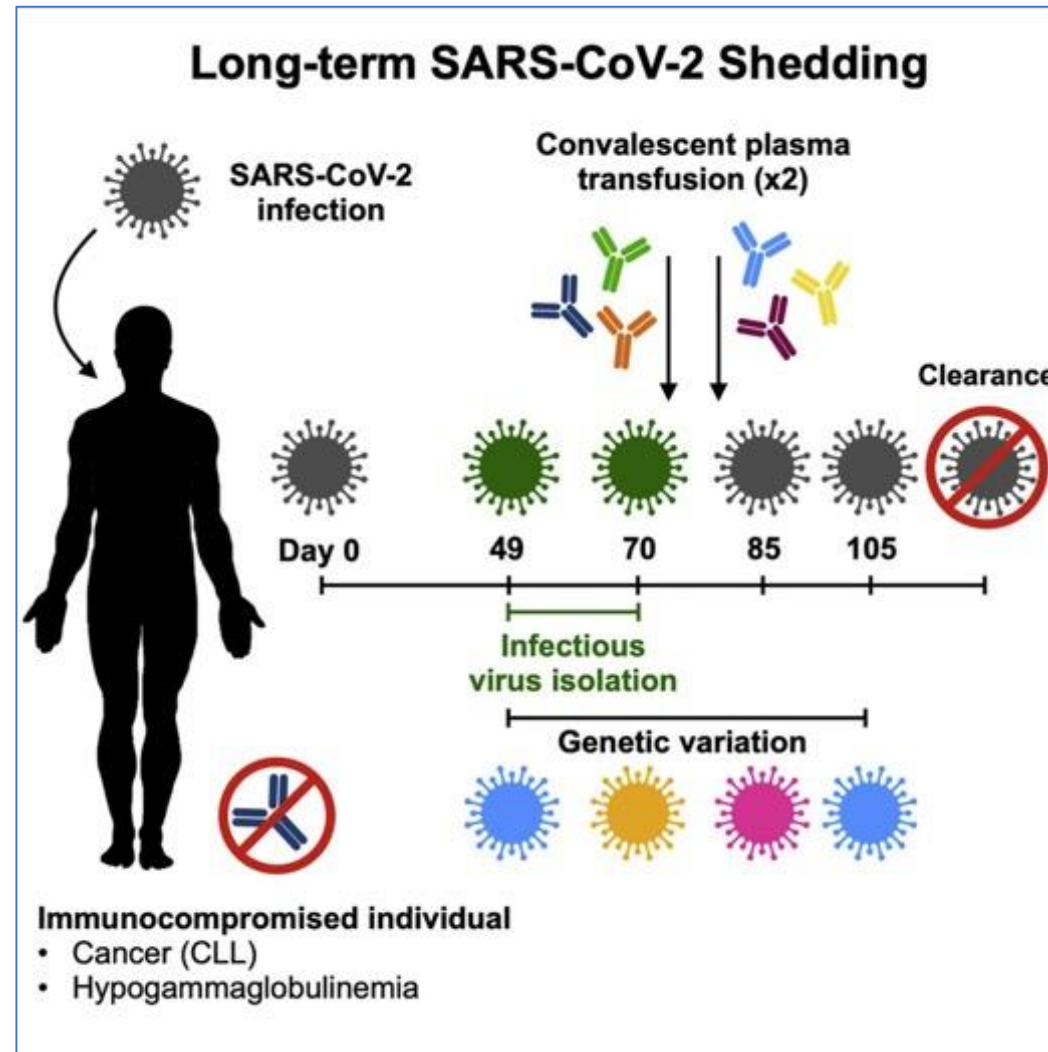 Long-term SARS-CoV-2 Shedding
SARS-CoV-2
infection
Convalescent plasma
transfusion (x2)
Clearance
Day 0
49
70
85
105
Infectious
virus isolation
Genetic variation
Immunocompromised individual
• Cancer (CLL)
• Hypogammaglobulinemia